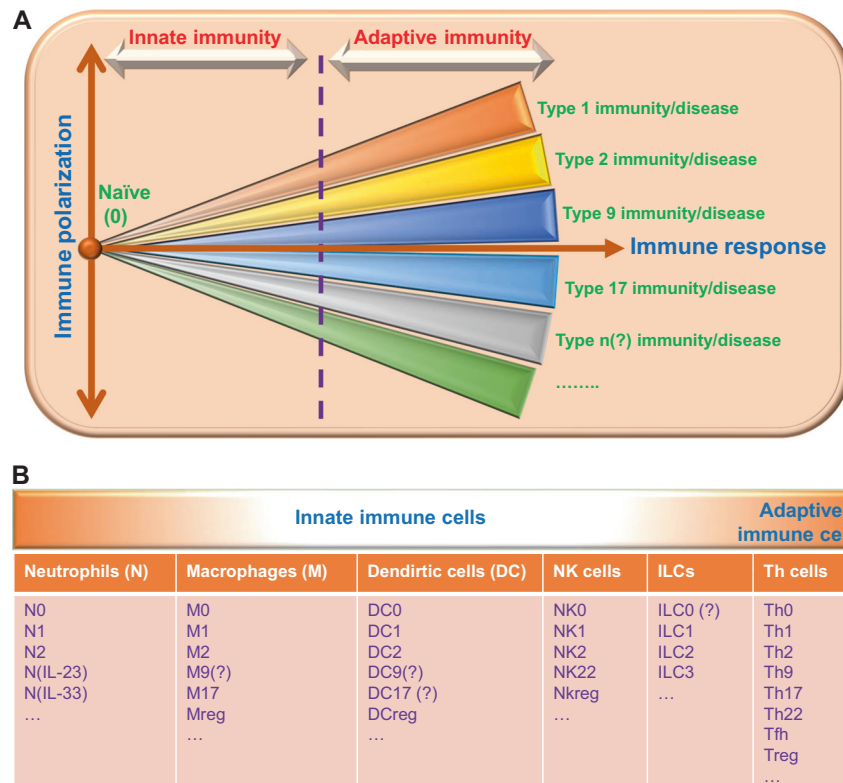 A
Innate immunity
Adaptive immunity
Immune polarization
Naïve
(0)
Type 1 immunity/disease
Type 2 immunity/disease
Type 9 immunity/disease
Immune response
Type 17 immunity/disease
Type n(?) immunity/disease
........
B
Innate immune cells
Adaptive
immune ce
Neutrophils (N)
N0
N1
N2
N(IL-23)
N(IL-33)
…
Macrophages (M)
M0
M1
M2
M9(?)
M17
Mreg
…
Dendirtic cells (DC)
DC0
DC1
DC2
DC9(?)
DC17 (?)
DCreg
…
NK cells
NK0
NK1
NK2
NK22
Nkreg
…
ILCs
ILC0 (?)
ILC1
ILC2
ILC3
…
Th cells
Th0
Th1
Th2
Th9
Th17
Th22
Tfh
Treg
…